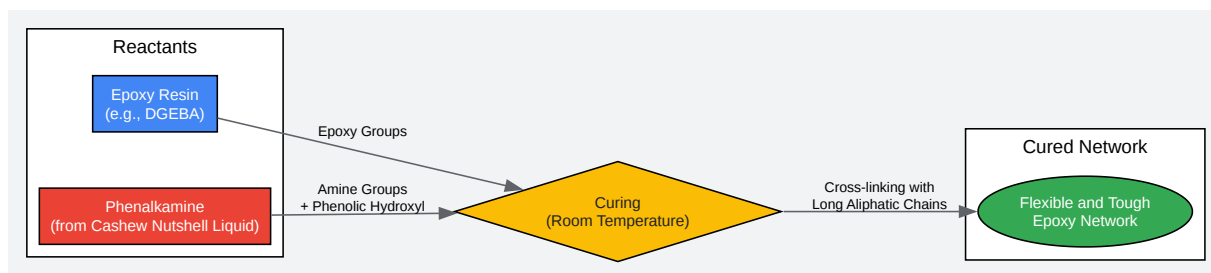 Reactants
Epoxy Resin
(e.g., DGEBA)
Phenalkamine
(from Cashew Nutshell Liquid)
Epoxy Groups
Amine Groups
+ Phenolic Hydroxyl
Curing
(Room Temperature)
Cross-linking with
Long Aliphatic Chains
Cured Network
Flexible and Tough
Epoxy Network